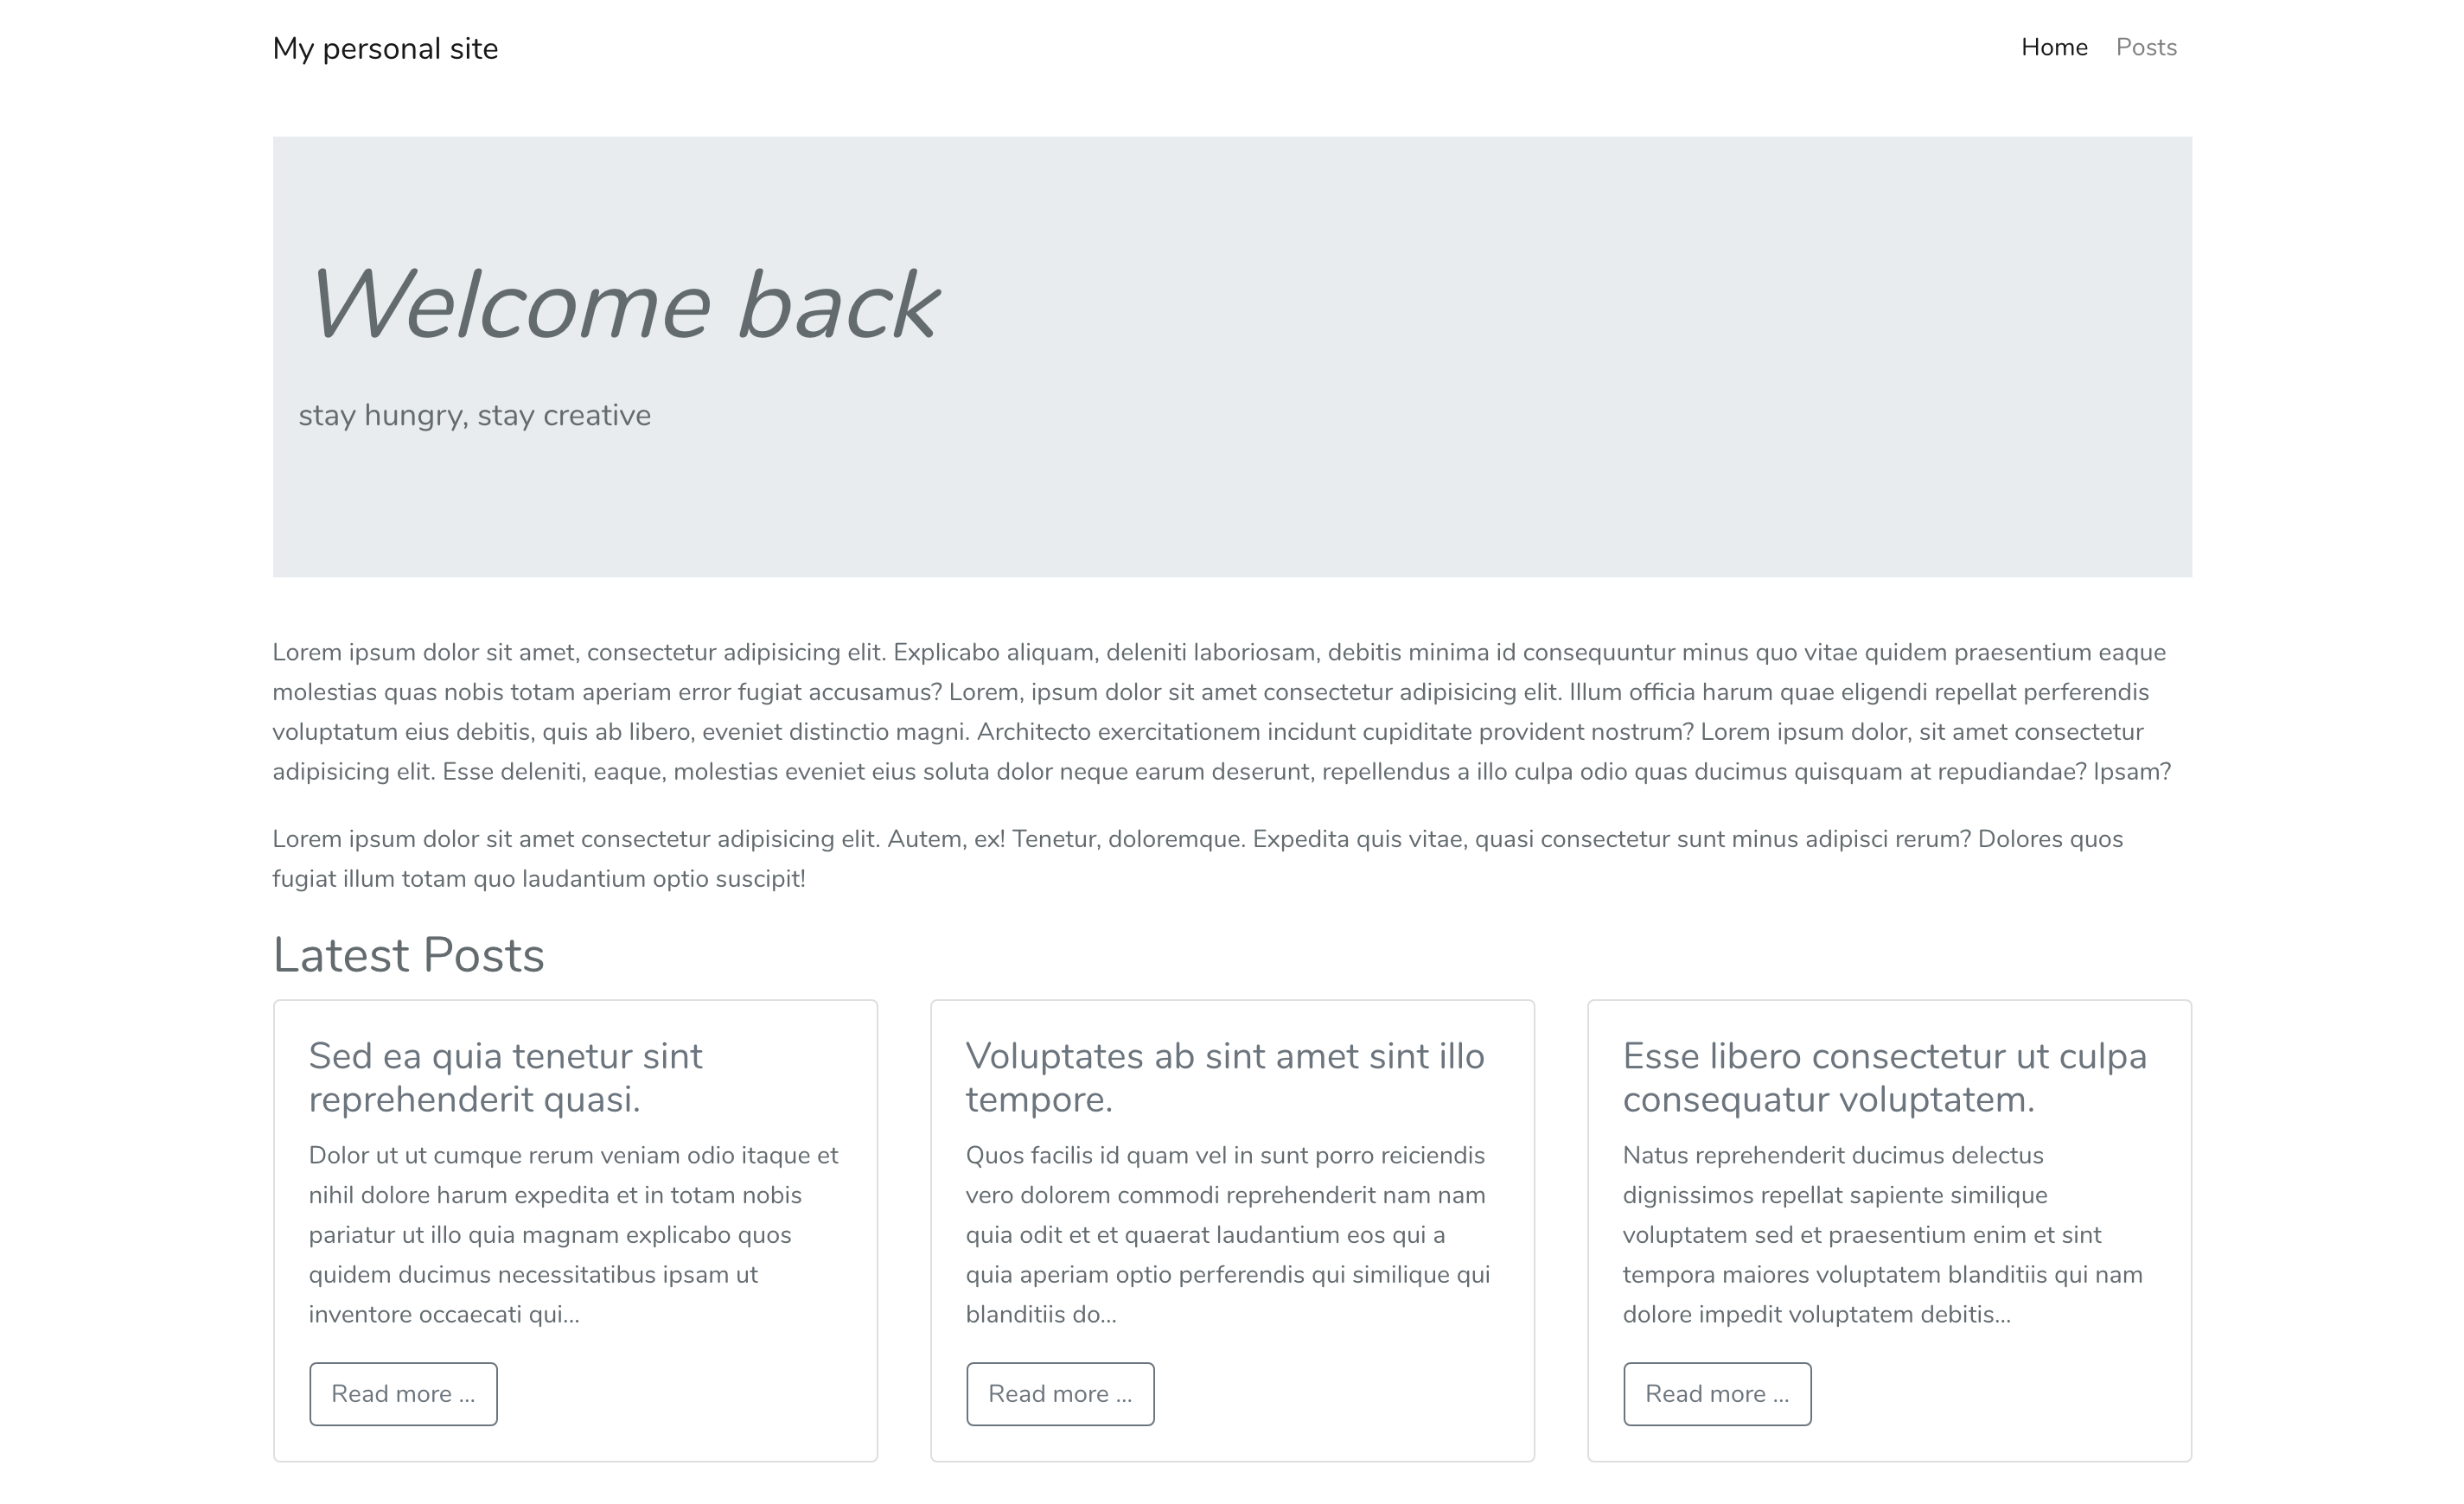 My personal site
Home Posts
Welcome back
stay hungry, stay creative
Lorem ipsum dolor sit amet, consectetur adipisicing elit. Explicabo aliquam, deleniti laboriosam, debitis minima id consequuntur minus quo vitae quidem praesentium eaque
molestias quas nobis totam aperiam error fugiat accusamus? Lorem, ipsum dolor sit amet consectetur adipisicing elit. Illum officia harum quae eligendi repellat perferendis
voluptatum eius debitis, quis ab libero, eveniet distinctio magni. Architecto exercitationem incidunt cupiditate provident nostrum? Lorem ipsum dolor, sit amet consectetur
adipisicing elit. Esse deleniti, eaque, molestias eveniet eius soluta dolor neque earum deserunt, repellendus a illo culpa odio quas ducimus quisquam at repudiandae? Ipsam?
Lorem ipsum dolor sit amet consectetur adipisicing elit. Autem, ex! Tenetur, doloremque. Expedita quis vitae, quasi consectetur sunt minus adipisci rerum? Dolores quos
fugiat illum totam quo laudantium optio suscipit!
Latest Posts
Sed ea quia tenetur sint
reprehenderit quasi.
Dolor ut ut cumque rerum veniam odio itaque et
nihil dolore harum expedita et in totam nobis
pariatur ut illo quia magnam explicabo quos
quidem ducimus necessitatibus ipsam ut
inventore occaecati qui...
Read more ...
Voluptates ab sint amet sint illo
tempore.
Quos facilis id quam vel in sunt porro reiciendis
vero dolorem commodi reprehenderit nam nam
quia odit et et quaerat laudantium eos qui a
quia aperiam optio perferendis qui similique qui
blanditiis do...
Read more ...
Esse libero consectetur ut culpa
consequatur voluptatem.
Natus reprehenderit ducimus delectus
dignissimos repellat sapiente similique
voluptatem sed et praesentium enim et sint
tempora maiores voluptatem blanditiis qui nam
dolore impedit voluptatem debitis...
Read more ...